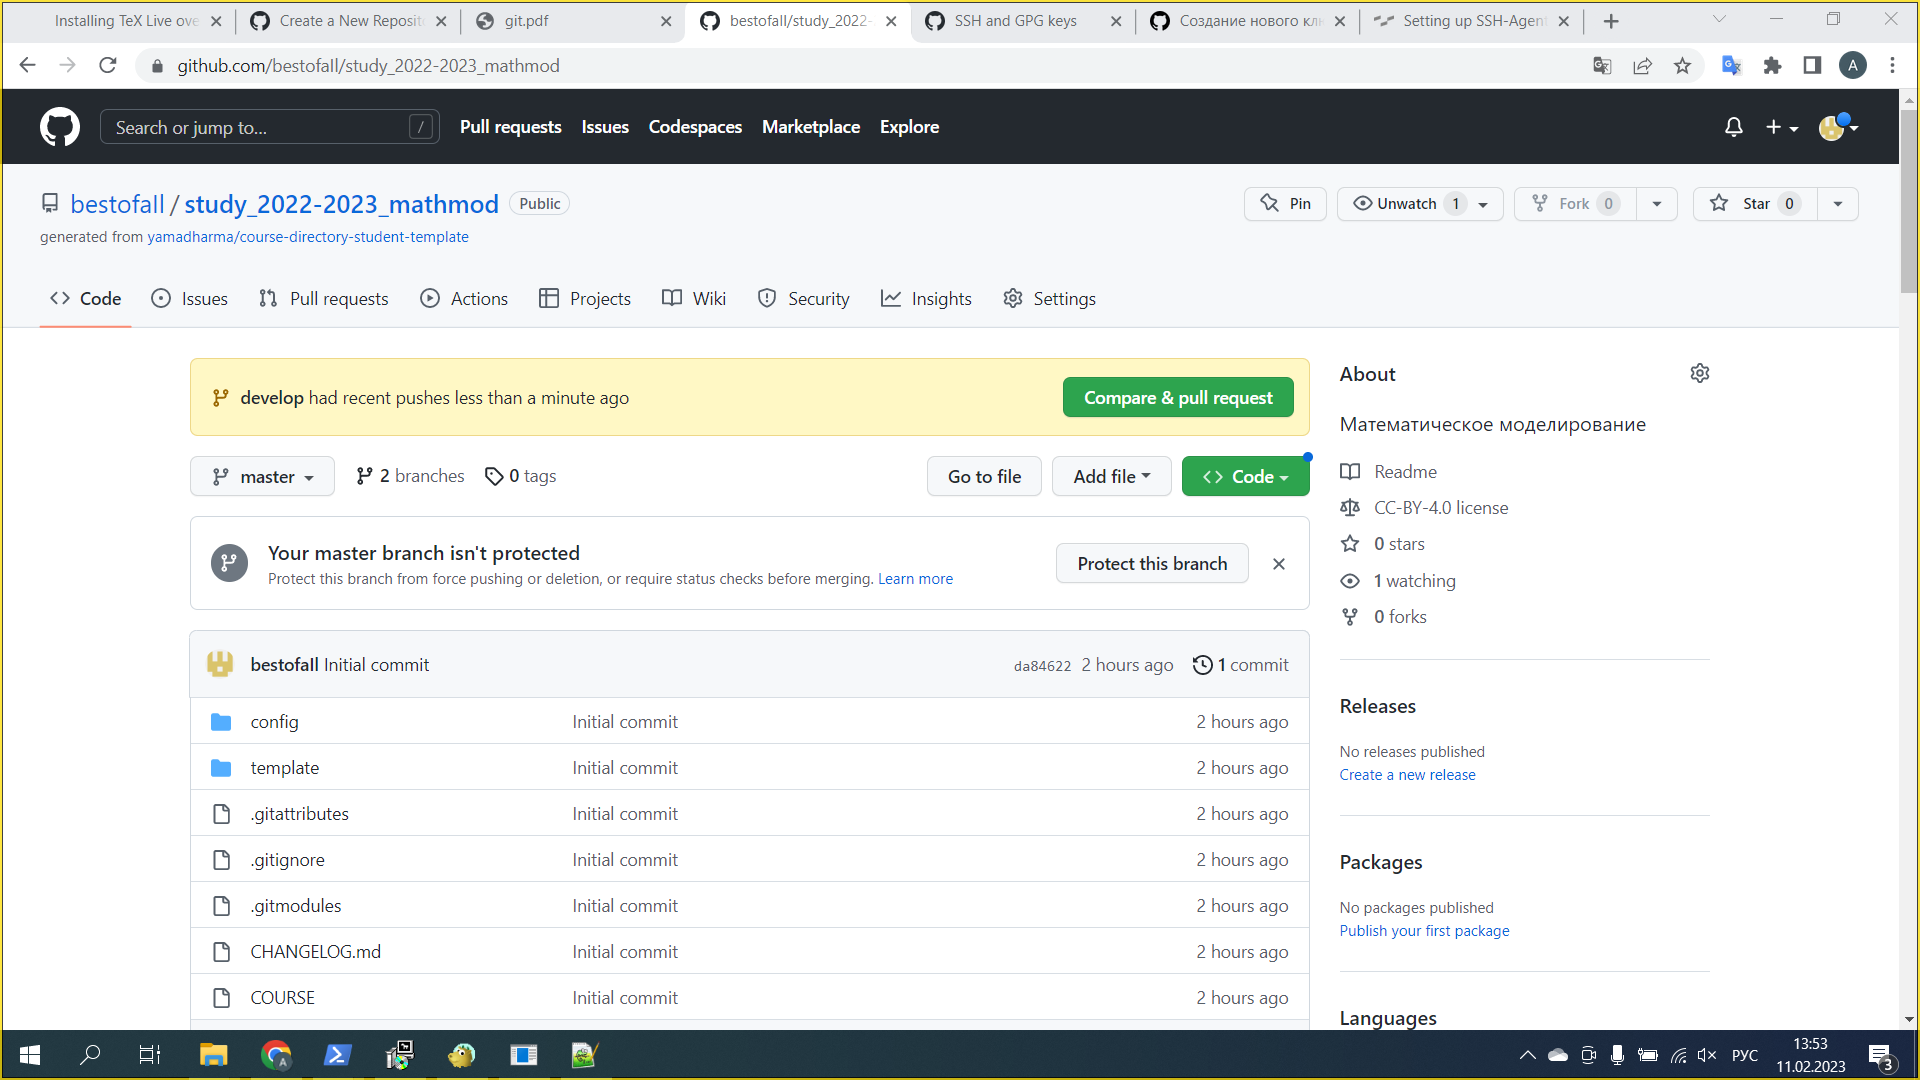 Installing TeX Live ove
Create a New Reposit
git.pdf
bestofall/study_2022-
SSH and GPG keys
Создание нового кл
Setting up SSH-Agen
github.com/bestofall/study_2022-2023_mathmod
A
Search or jump to...
/
Pull requests
Issues
Codespaces
Marketplace
Explore
bestofall / study_2022-2023_mathmod
Public
Pin
Unwatch 1
Fork 0
Star 0
generated from yamadharma/course-directory-student-template
Code
Issues
Pull requests
Actions
Projects
Wiki
Security
Insights
Settings
develop had recent pushes less than a minute ago
Compare & pull request
master
2 branches
0 tags
Go to file
Add file
Code
Your master branch isn't protected
Protect this branch from force pushing or deletion, or require status checks before merging. Learn more
Protect this branch
bestofall Initial commit
da84622 2 hours ago
1 commit
config Initial commit 2 hours ago
template Initial commit 2 hours ago
.gitattributes Initial commit 2 hours ago
.gitignore Initial commit 2 hours ago
.gitmodules Initial commit 2 hours ago
CHANGELOG.md Initial commit 2 hours ago
COURSE Initial commit 2 hours ago
About
Математическое моделирование
Readme
CC-BY-4.0 license
0 stars
1 watching
0 forks
Releases
No releases published
Create a new release
Packages
No packages published
Publish your first package
Languages
РУС
13:53
11.02.2023
3